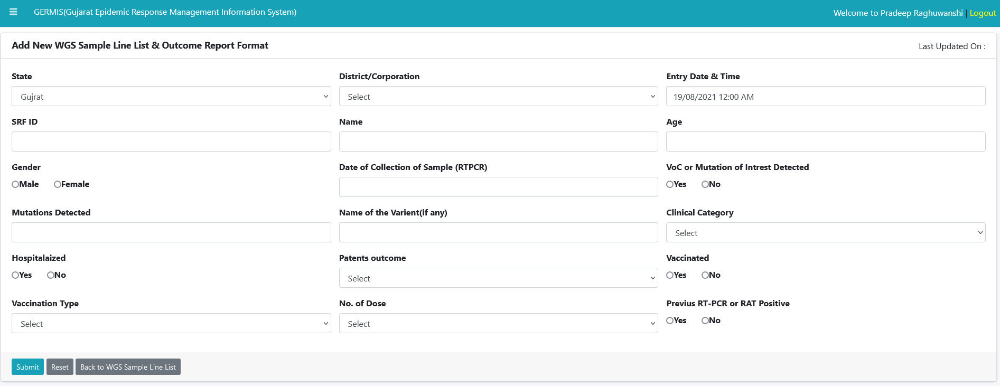 GERMIS(Gujarat Epidemic Response Management Information System)
Welcome to Pradeep Raghuwanshi | Logout
Add New WGS Sample Line List & Outcome Report Format
Last Updated On :
State
District/Corporation
Entry Date & Time
Gujrat
Select
19/08/2021 12:00 AM
SRF ID
Name
Age
Gender
Date of Collection of Sample (RTPCR)
VoC or Mutation of Intrest Detected
Male
Female
Yes
No
Mutations Detected
Name of the Varient(if any)
Clinical Category
Select
Hospitalaized
Patents outcome
Vaccinated
Yes
No
Select
Yes
No
Vaccination Type
No. of Dose
Previus RT-PCR or RAT Positive
Select
Select
Yes
No
Submit
Reset
Back to WGS Sample Line List